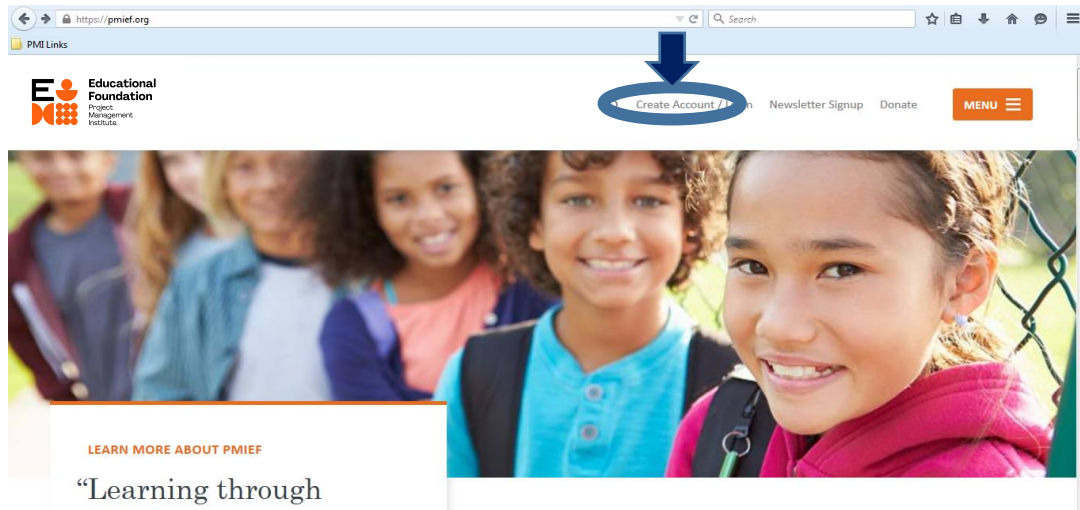 https://pmief.org
Search
PMI Links
Educational
Foundation
Project
Management
Institute.
Create Account / Newsletter Signup Donate MENU
LEARN MORE ABOUT PMIEF
“Learning through